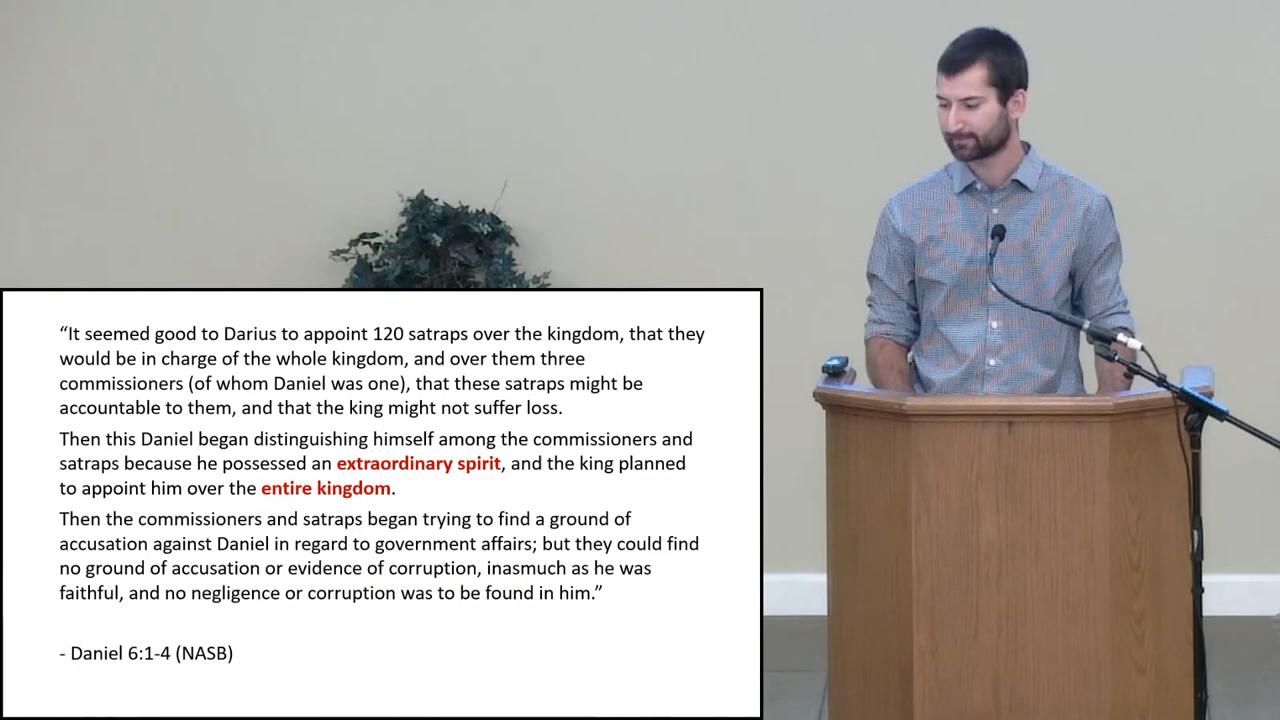 “It seemed good to Darius to appoint 120 satraps over the kingdom, that they
would be in charge of the whole kingdom, and over them three
commissioners (of whom Daniel was one), that these satraps might be
accountable to them, and that the king might not suffer loss.
Then this Daniel began distinguishing himself among the commissioners and
satraps because he possessed an extraordinary spirit, and the king planned
to appoint him over the entire kingdom.
Then the commissioners and satraps began trying to find a ground of
accusation against Daniel in regard to government affairs; but they could find
no ground of accusation or evidence of corruption, inasmuch as he was
faithful, and no negligence or corruption was to be found in him.”
- Daniel 6:1-4 (NASB)